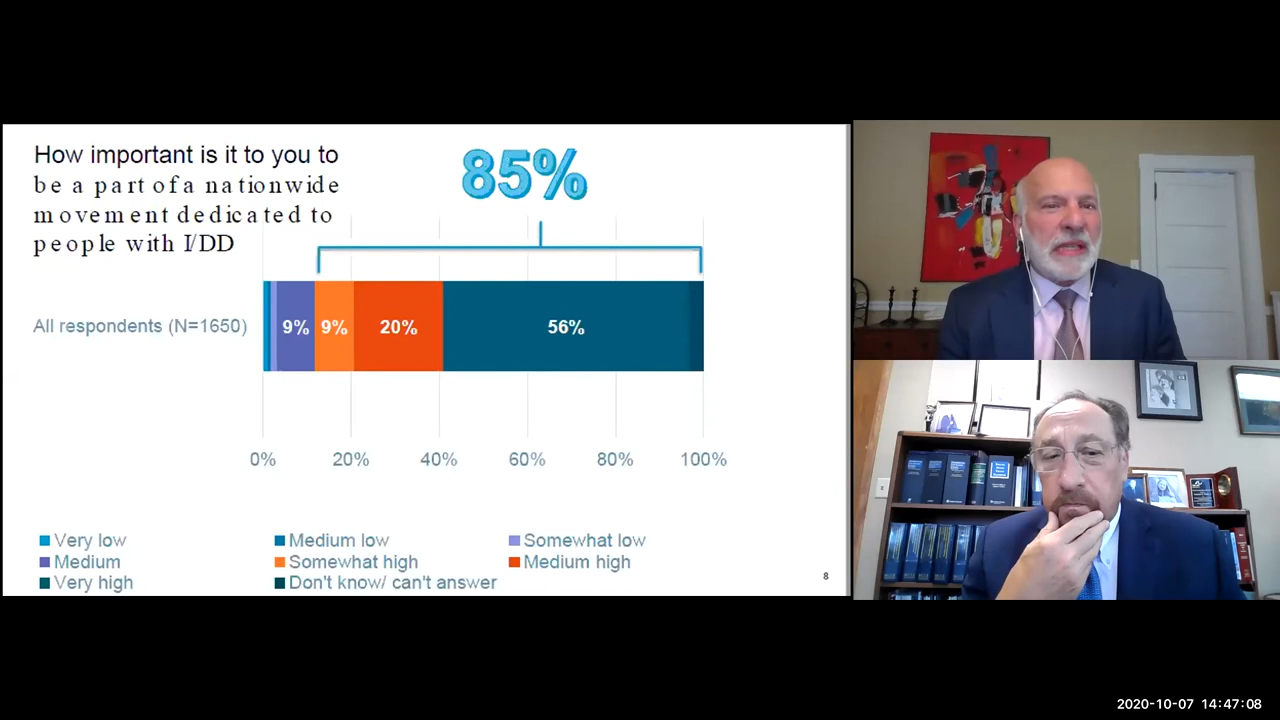 How important is it to you to
be a part of a nationwide
movement dedicated to
people with I/DD
85%
All respondents (N=1650)
9%
9%
20%
56%
0%
20%
40%
60%
80%
100%
Very low
Medium low
Somewhat low
Medium
Somewhat high
Medium high
Very high
Don't know/ can't answer
8
2020-10-07 14:47:08